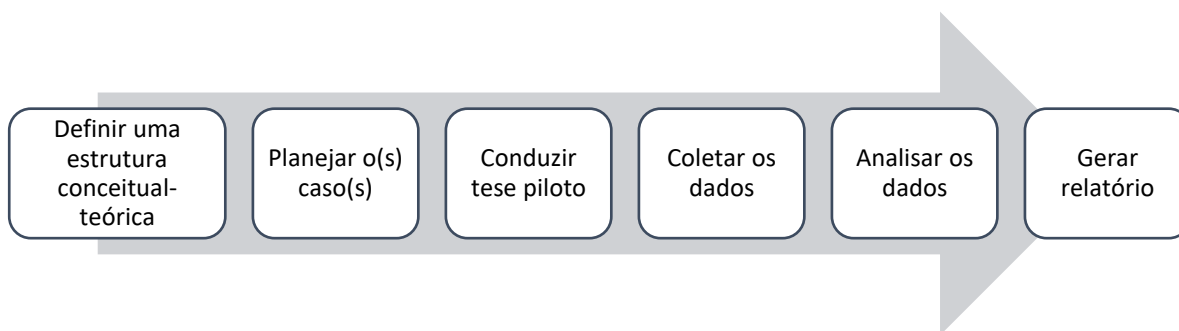 Definir uma
estrutura
conceitual-
teórica
Planejar o(s)
caso(s)
Conduzir
tese piloto
Coletar os
dados
Analisar os
dados
Gerar
relatório